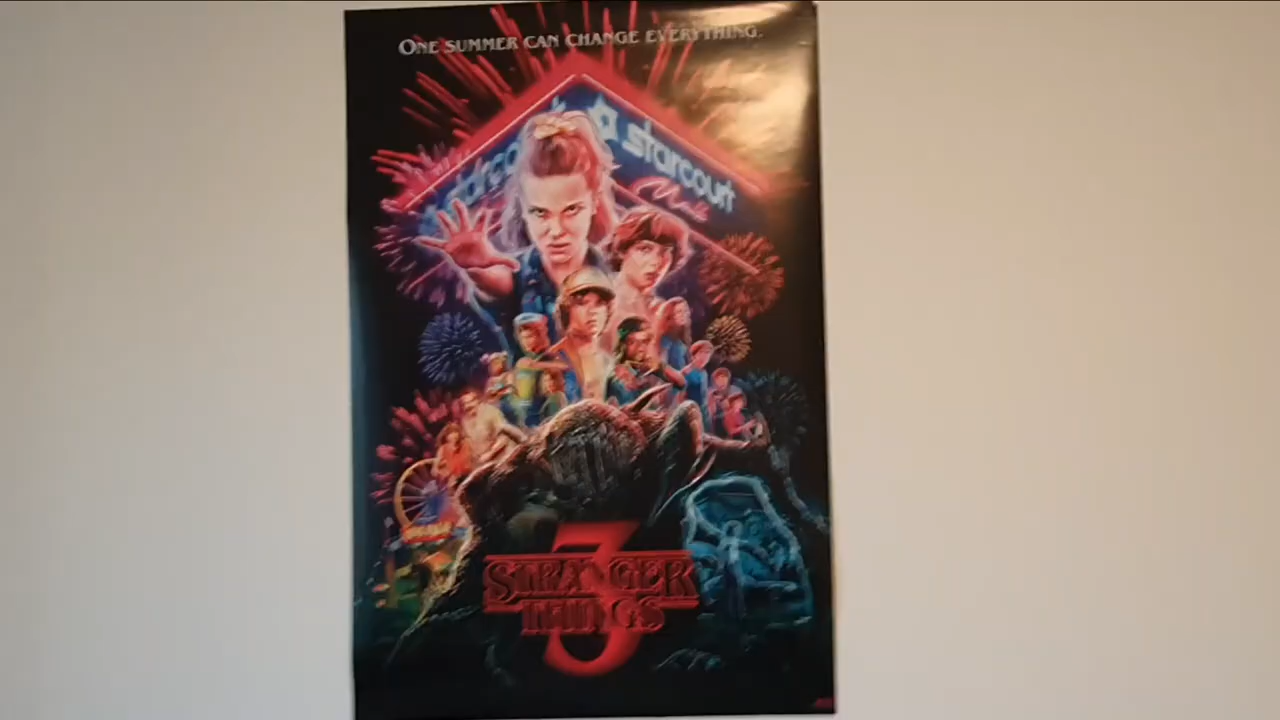 ONE SUMMER CAN CHANGE EVERYTHING.
starcourt
starcourt
3
STRANGER
THINGS